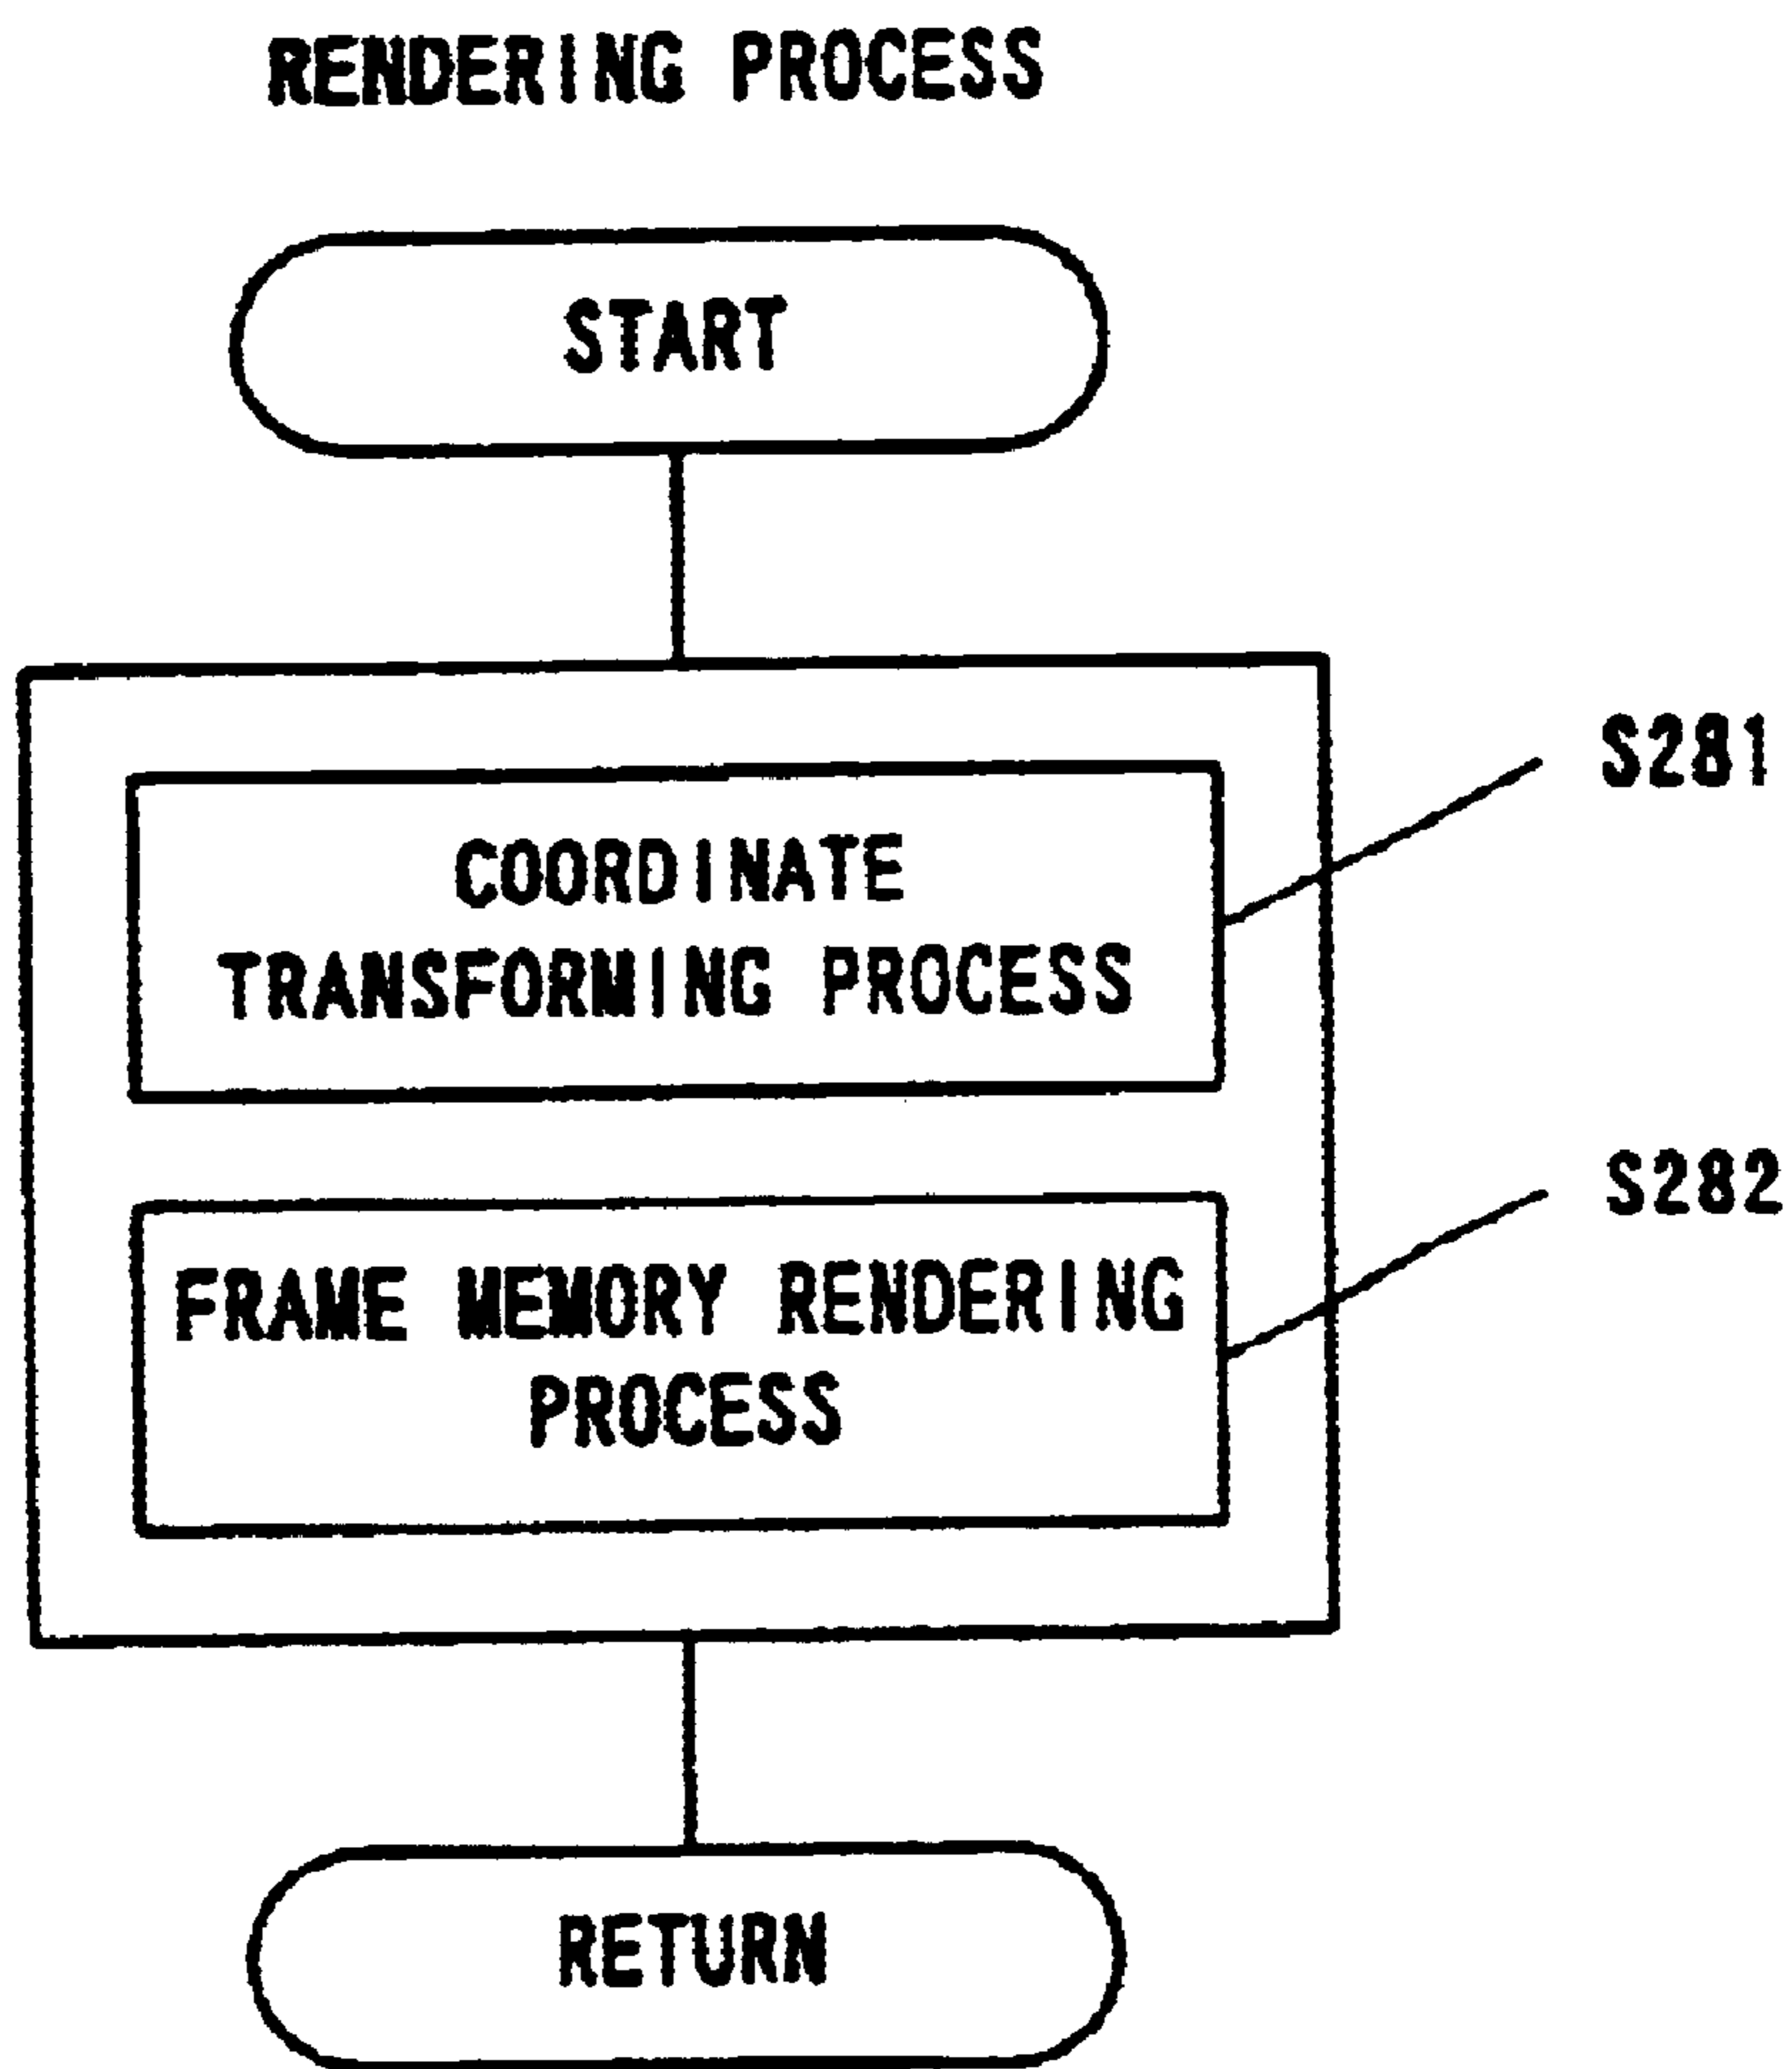 RENDERING PROCESS
START
S281
COORDINATE
TRANSFORMING PROCESS
S282
FRAME MEMORY RENDERING
PROCESS
RETURN